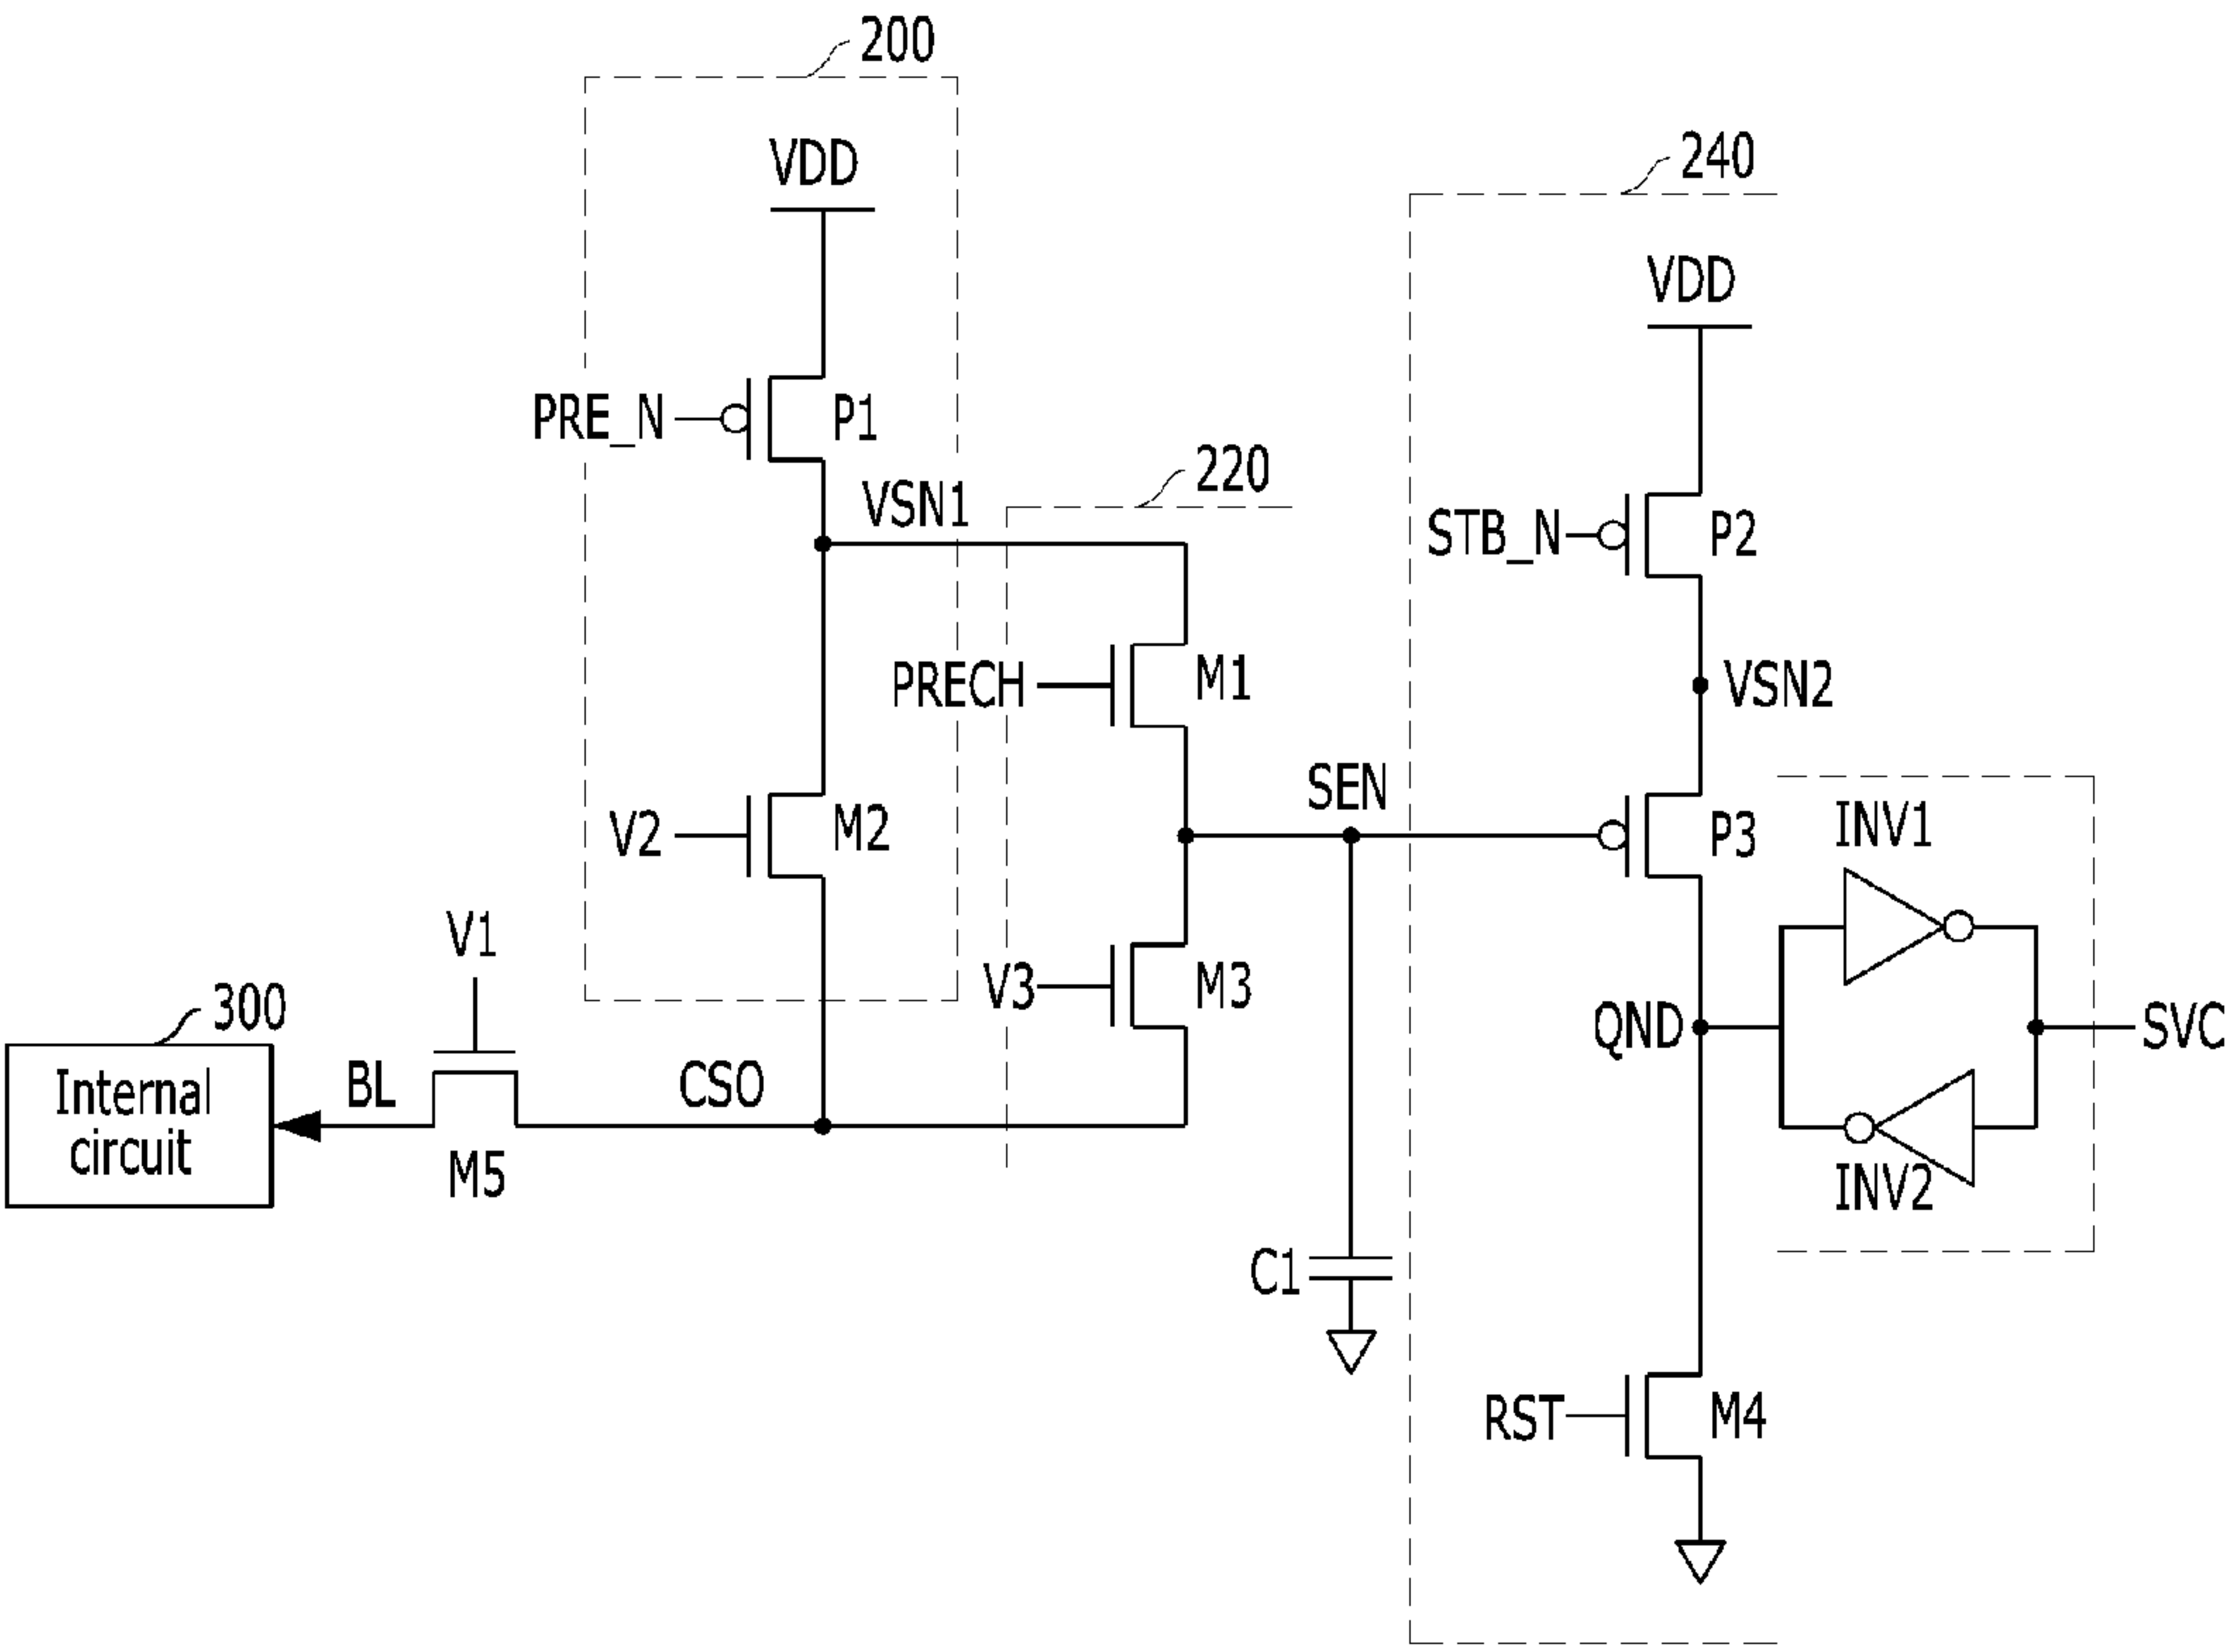 200
VDD
240
VDD
PRE_N
P1
220
VSN1
STB_N
P2
PRECH
M1
VSN2
SEN
V2
M2
P3
INV1
V1
V3
M3
300
QND
SVC
Internal
circuit
BL
CSO
M5
INV2
C1
RST
M4